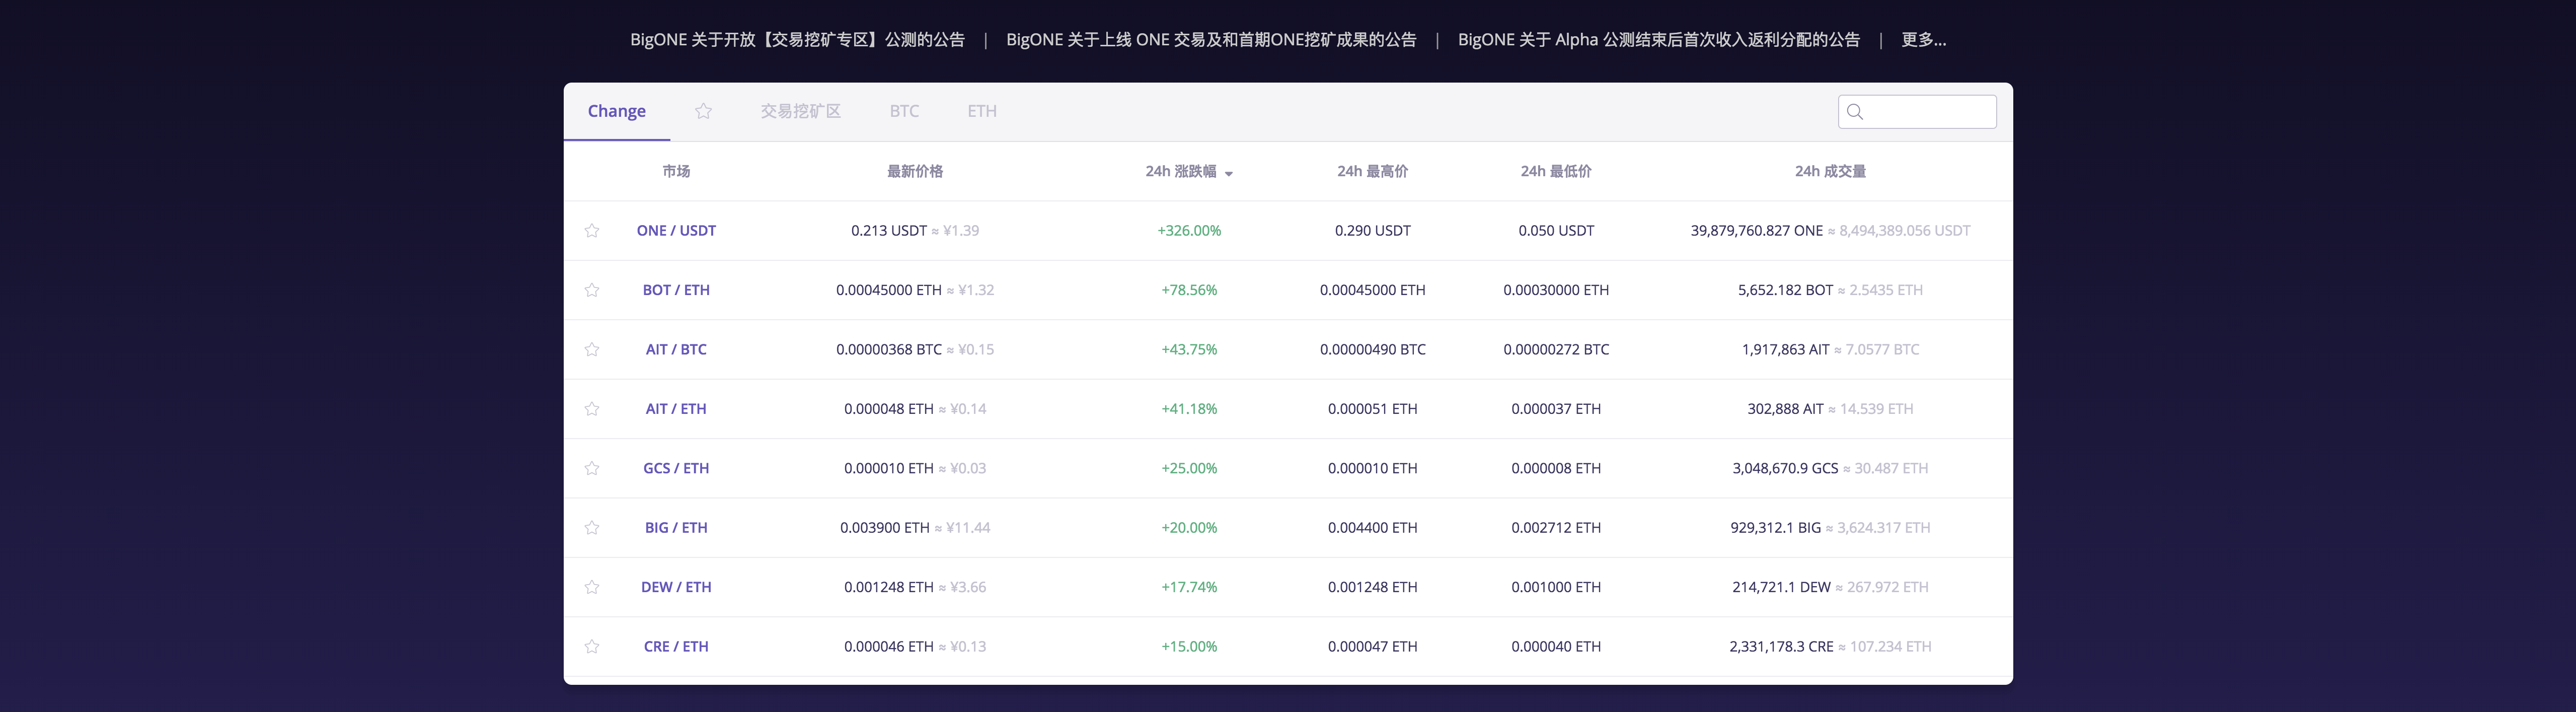 BigONE 关于开放【交易挖矿专区】公测的公告 | BigONE 关于上线 ONE 交易及和首期ONE挖矿成果的公告 | BigONE 关于 Alpha 公测结束后首次收入返利分配的公告 | 更多...
Change 交易挖矿区 BTC ETH
市场 最新价格 24h 涨跌幅 24h 最高价 24h 最低价 24h 成交量
ONE / USDT 0.213 USDT ≈ ¥1.39 +326.00% 0.290 USDT 0.050 USDT 39,879,760.827 ONE ≈ 8,494,389.056 USDT
BOT / ETH 0.00045000 ETH ≈ ¥1.32 +78.56% 0.00045000 ETH 0.00030000 ETH 5,652.182 BOT ≈ 2.5435 ETH
AIT / BTC 0.00000368 BTC ≈ ¥0.15 +43.75% 0.00000490 BTC 0.00000272 BTC 1,917,863 AIT ≈ 7.0577 BTC
AIT / ETH 0.000048 ETH ≈ ¥0.14 +41.18% 0.000051 ETH 0.000037 ETH 302,888 AIT ≈ 14.539 ETH
GCS / ETH 0.000010 ETH ≈ ¥0.03 +25.00% 0.000010 ETH 0.000008 ETH 3,048,670.9 GCS ≈ 30.487 ETH
BIG / ETH 0.003900 ETH ≈ ¥11.44 +20.00% 0.004400 ETH 0.002712 ETH 929,312.1 BIG ≈ 3,624.317 ETH
DEW / ETH 0.001248 ETH ≈ ¥3.66 +17.74% 0.001248 ETH 0.001000 ETH 214,721.1 DEW ≈ 267.972 ETH
CRE / ETH 0.000046 ETH ≈ ¥0.13 +15.00% 0.000047 ETH 0.000040 ETH 2,331,178.3 CRE ≈ 107.234 ETH